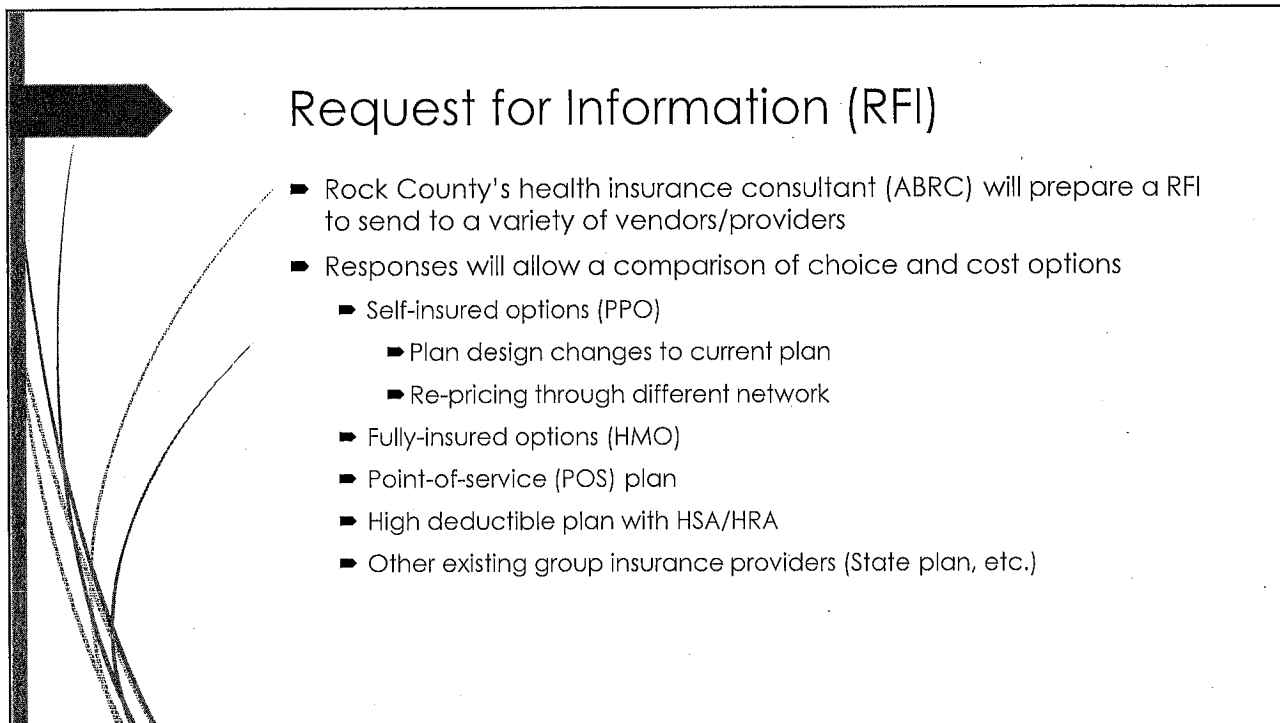 Request for Information (RFI)
Rock County's health insurance consultant (ABRC) will prepare a RFI
to send to a variety of vendors/providers
Responses will allow a comparison of choice and cost options
Self-insured options (PPO)
Plan design changes to current plan
Re-pricing through different network
Fully-insured options (HMO)
Point-of-service (POS) plan
High deductible plan with HSA/HRA
Other existing group insurance providers (State plan, etc.)